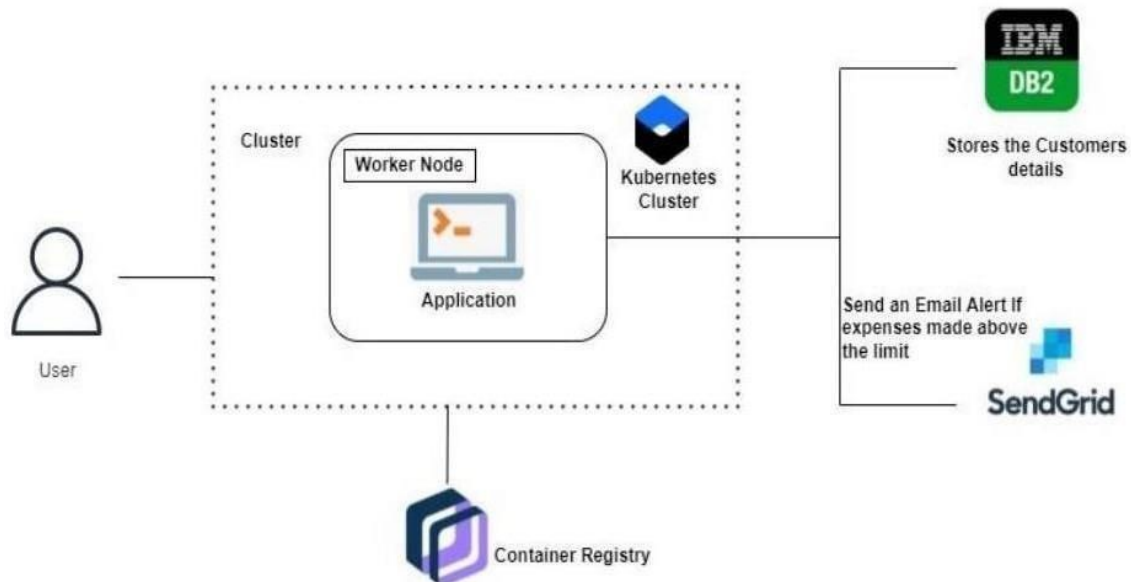 IBM
DB2
Stores the Customers
details
Cluster
Worker Node
Kubernetes
Cluster
Application
User
Send an Email Alert If
expenses made above
the limit
SendGrid
Container Registry